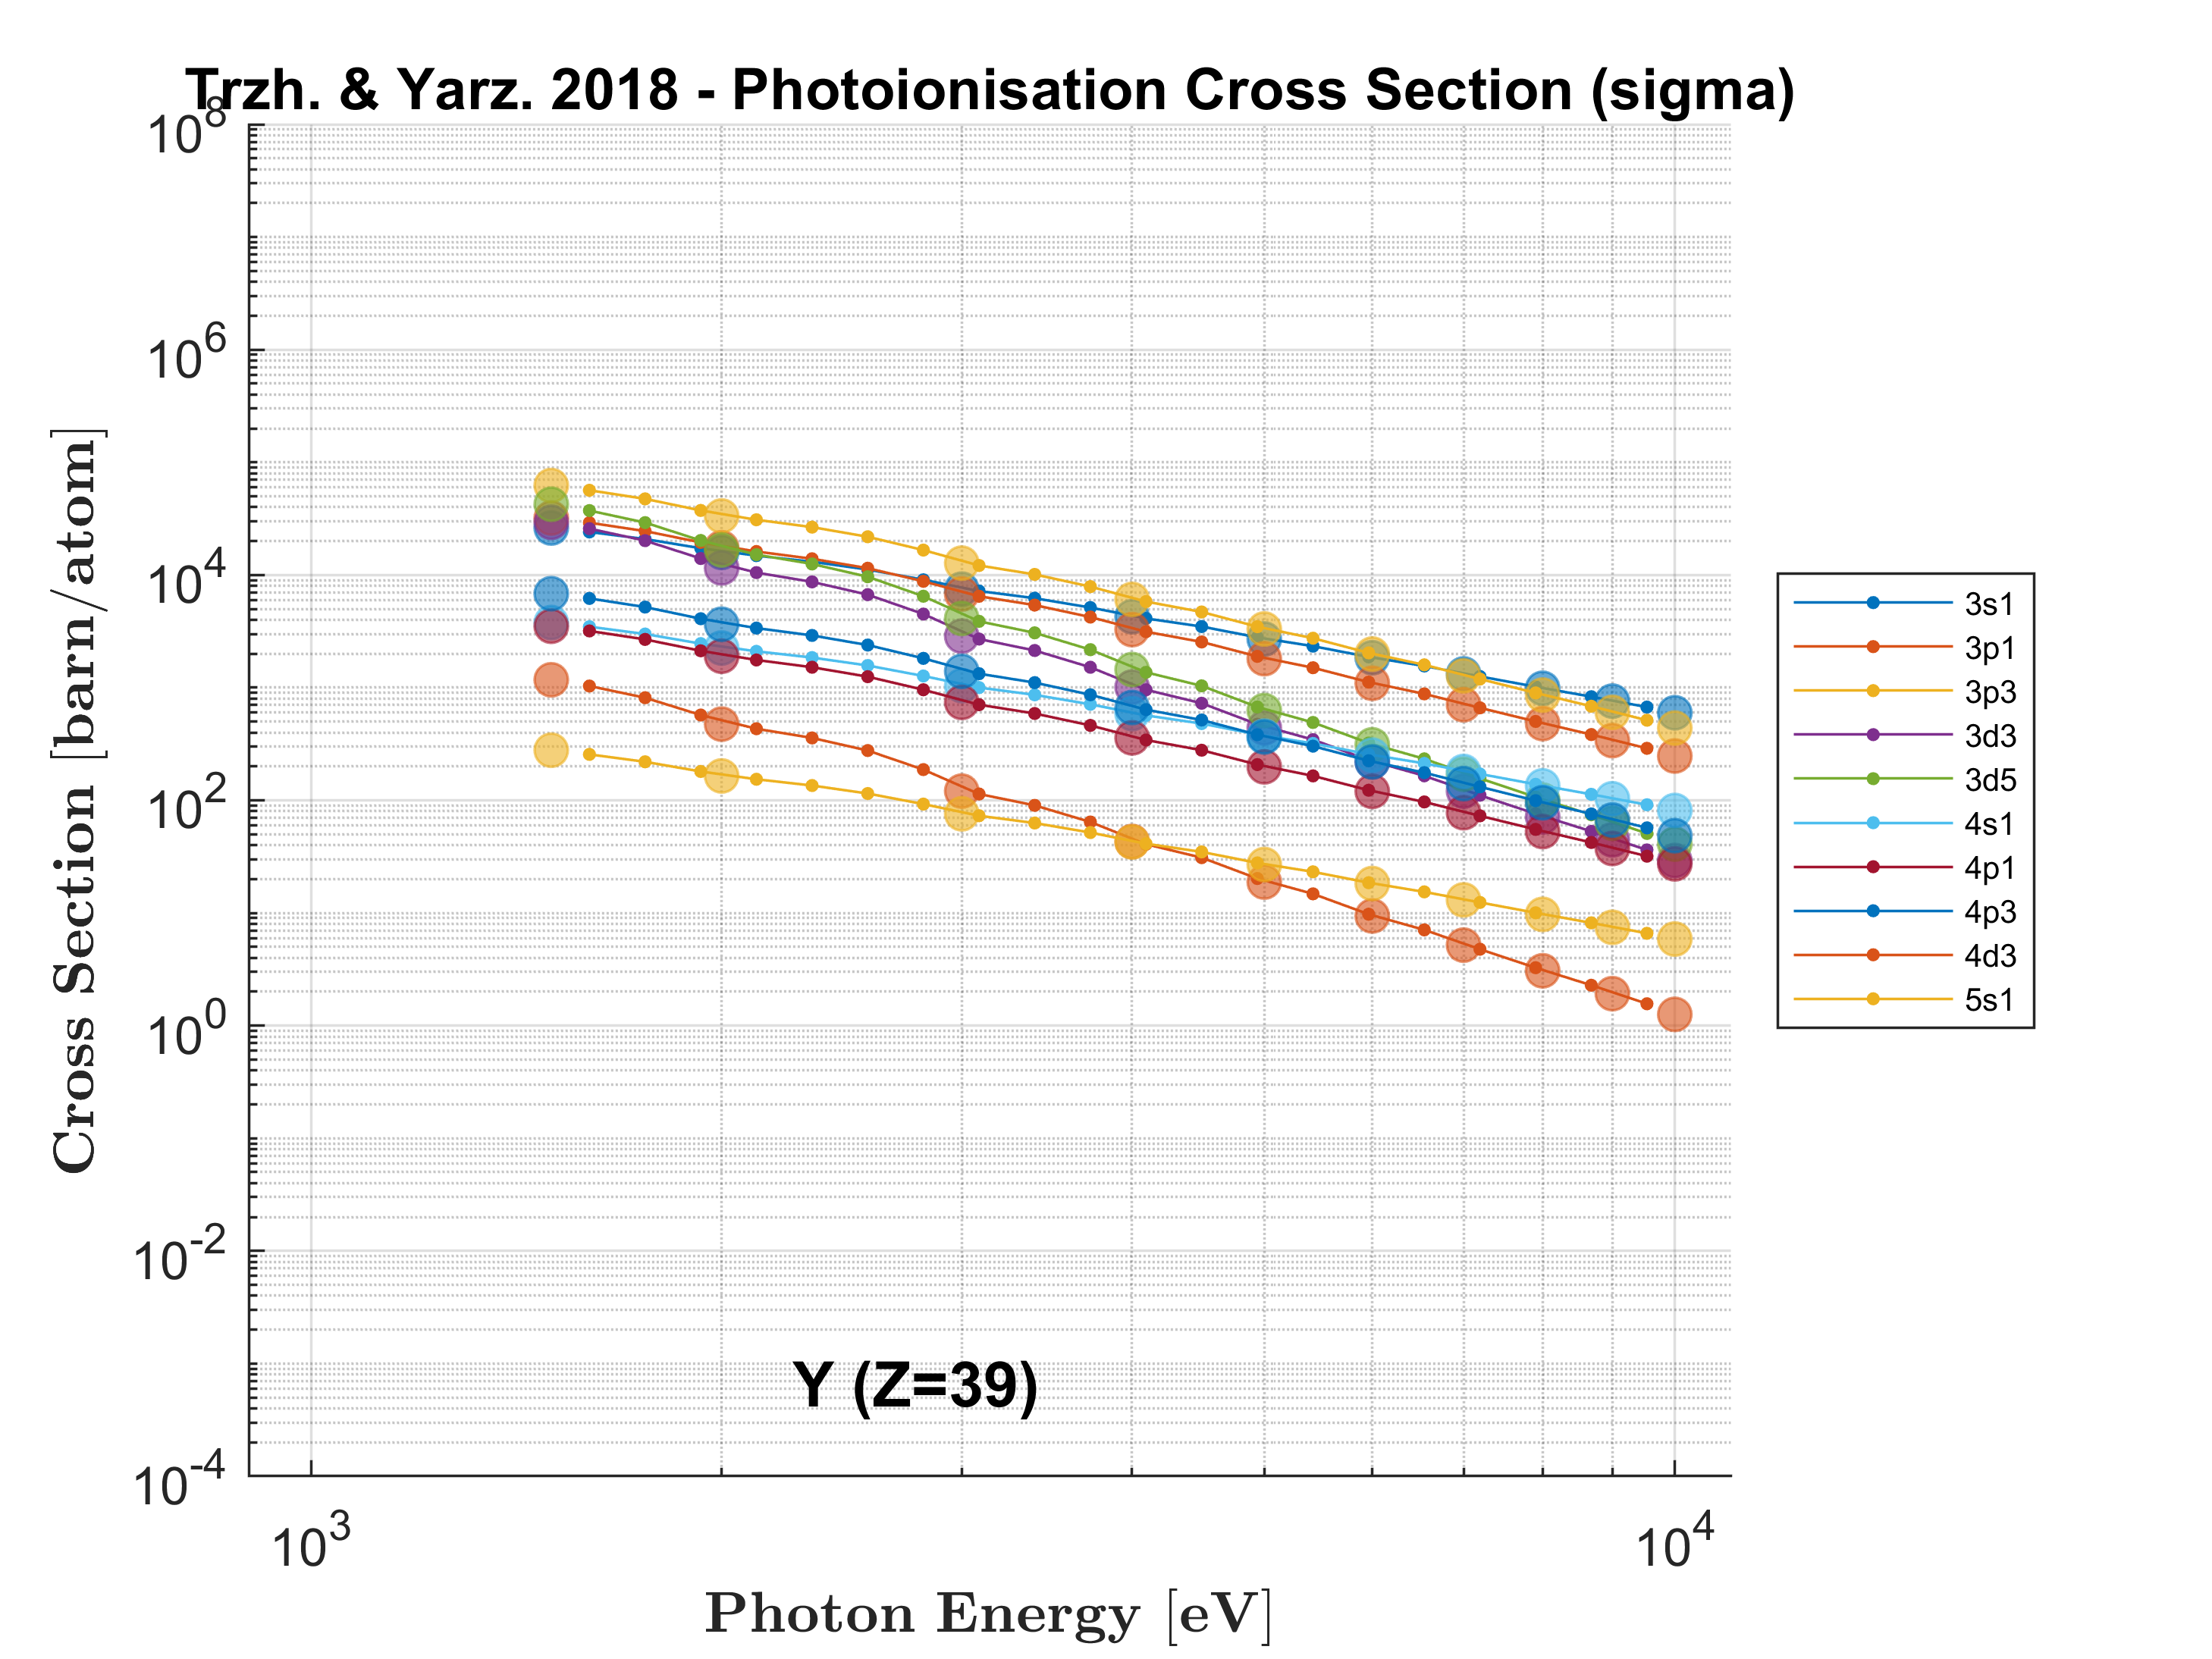 Trzh. & Yarz. 2018 - Photoionisation Cross Section (sigma)
10^8
10^6
10^4
10^2
10^0
10^-2
10^-4
Cross Section [barn/atom]
3s1
3p1
3p3
3d3
3d5
4s1
4p1
4p3
4d3
5s1
Y (Z=39)
10^3
10^4
Photon Energy [eV]